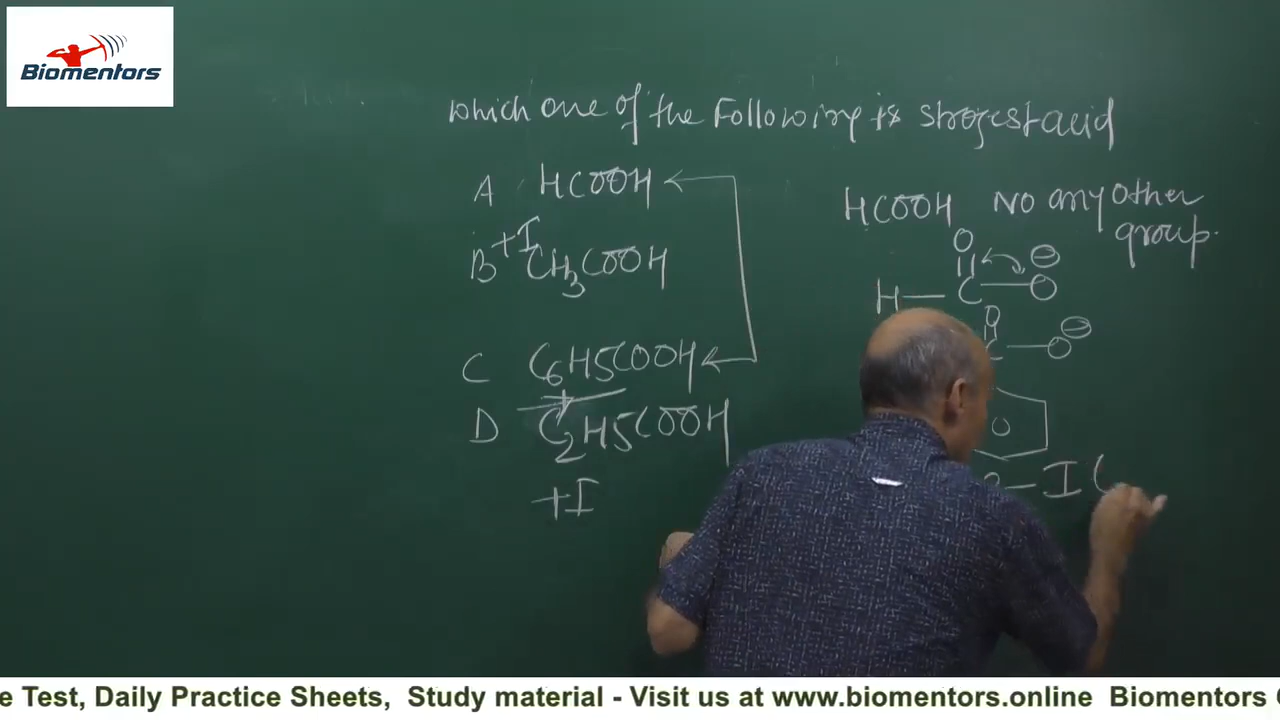 Biomentors
which one of the Following is strogest acid
A HCOOH
B +I CH3COOH
C C6H5COOH
D C2H5COOH
+I
HCOOH No any other
group.
O ⊖
H—C—O
O ⊖
C—O
O
—I (
e Test, Daily Practice Sheets, Study material - Visit us at www.biomentors.online Biomentors